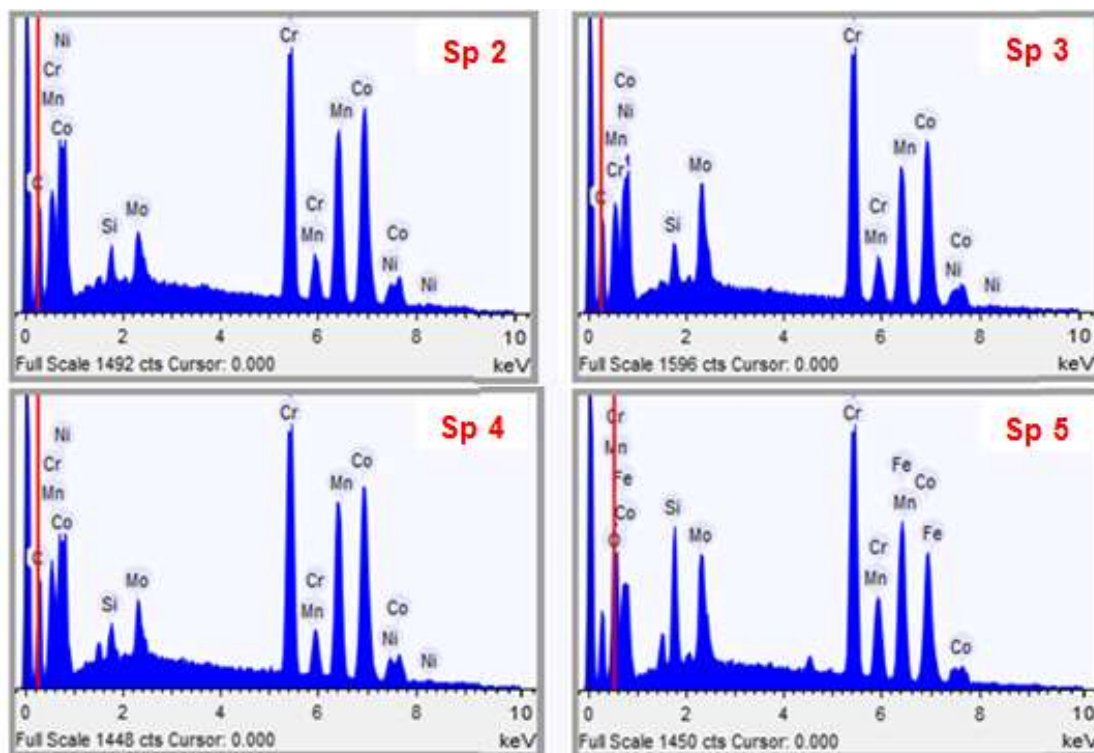 Sp 2
Ni
Cr
Mn
Co
C
Si
Mo
Cr
Cr
Mn
Mn
Co
Co
Ni
Ni
0 2 4 6 8 10
Full Scale 1492 cts Cursor: 0.000 keV
Sp 3
Co
Ni
Mn
Cr
C
Si
Mo
Cr
Cr
Mn
Mn
Co
Co
Ni
Ni
0 2 4 6 8 10
Full Scale 1596 cts Cursor: 0.000 keV
Sp 4
Ni
Cr
Mn
Co
C
Si
Mo
Cr
Cr
Mn
Mn
Co
Co
Ni
Ni
0 2 4 6 8 10
Full Scale 1448 cts Cursor: 0.000 keV
Sp 5
Cr
Mn
Fe
Co
O
Si
Mo
Cr
Cr
Mn
Fe
Mn
Co
Fe
Co
0 2 4 6 8 10
Full Scale 1450 cts Cursor: 0.000 keV